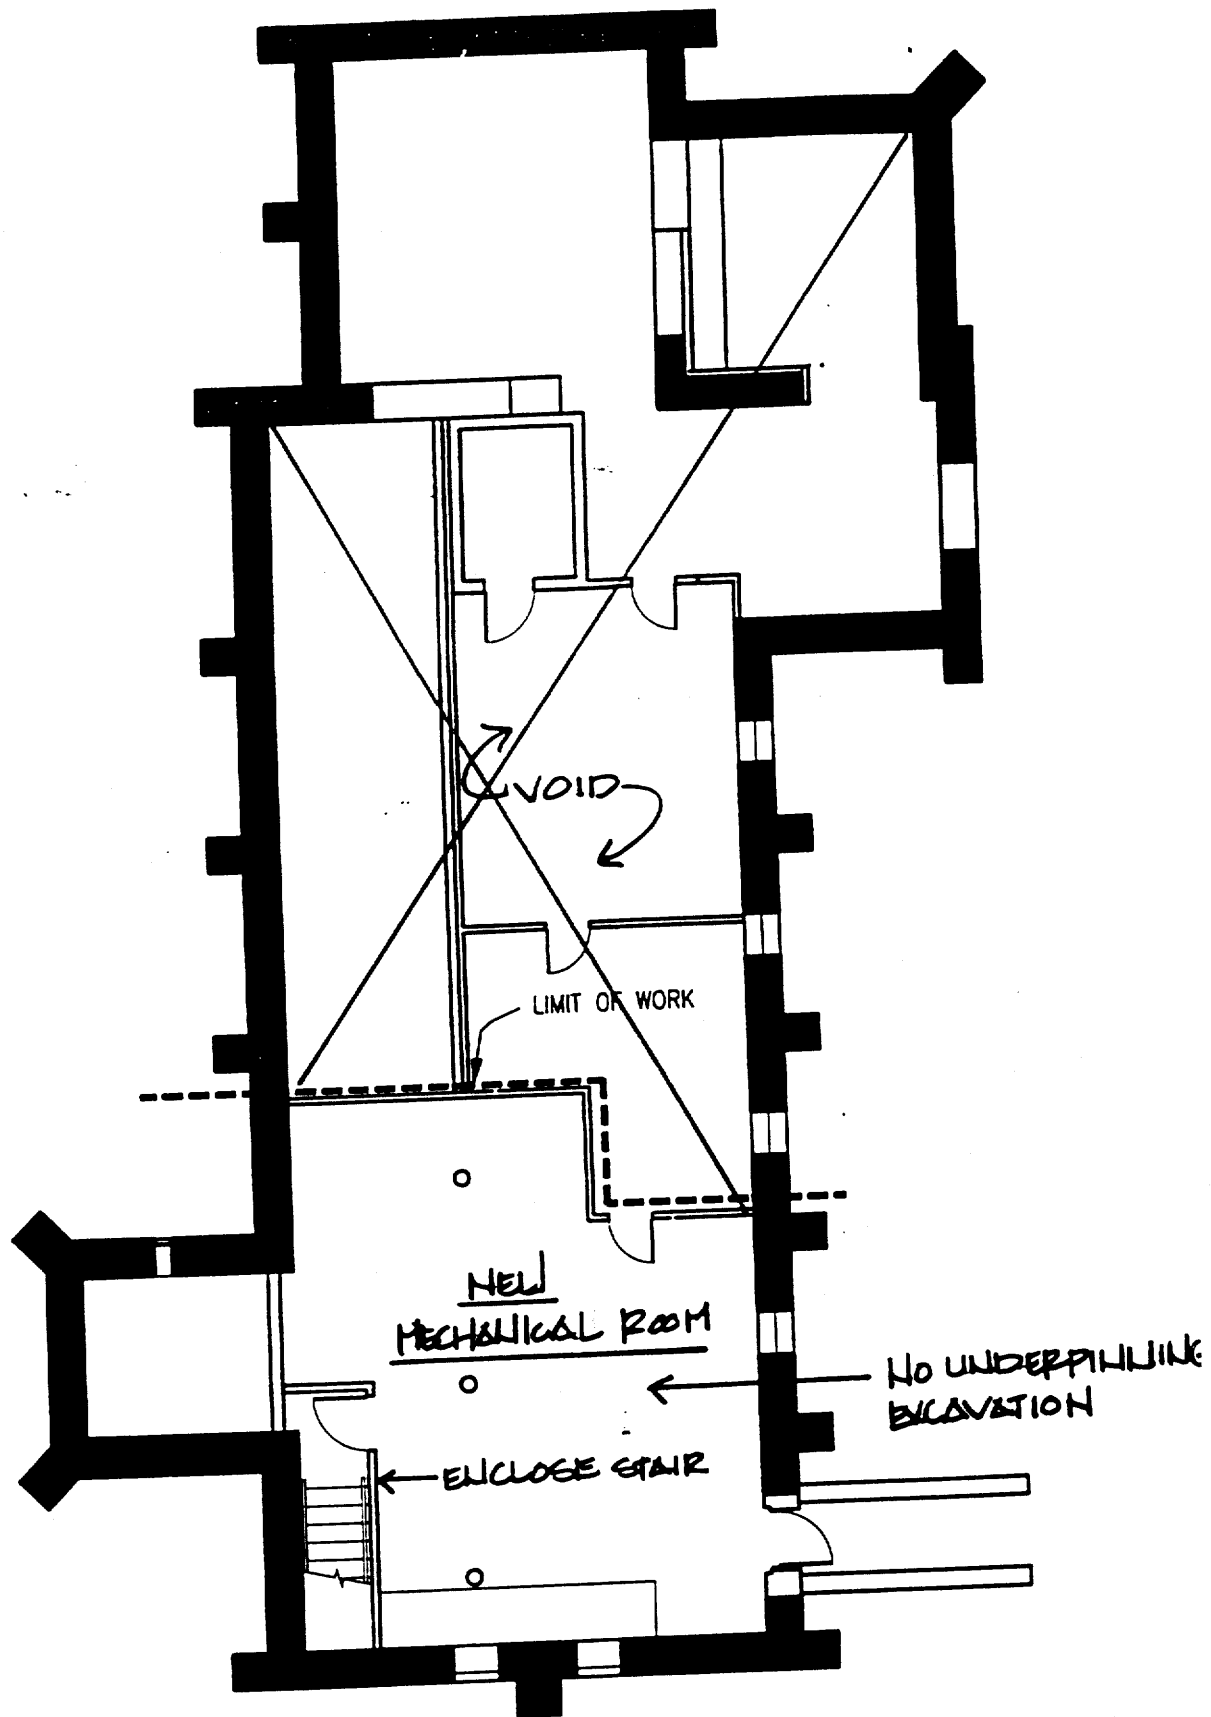 VOID
LIMIT OF WORK
NEW
MECHANICAL ROOM
NO UNDERPINNING
EXCAVATION
ENCLOSE STAIR